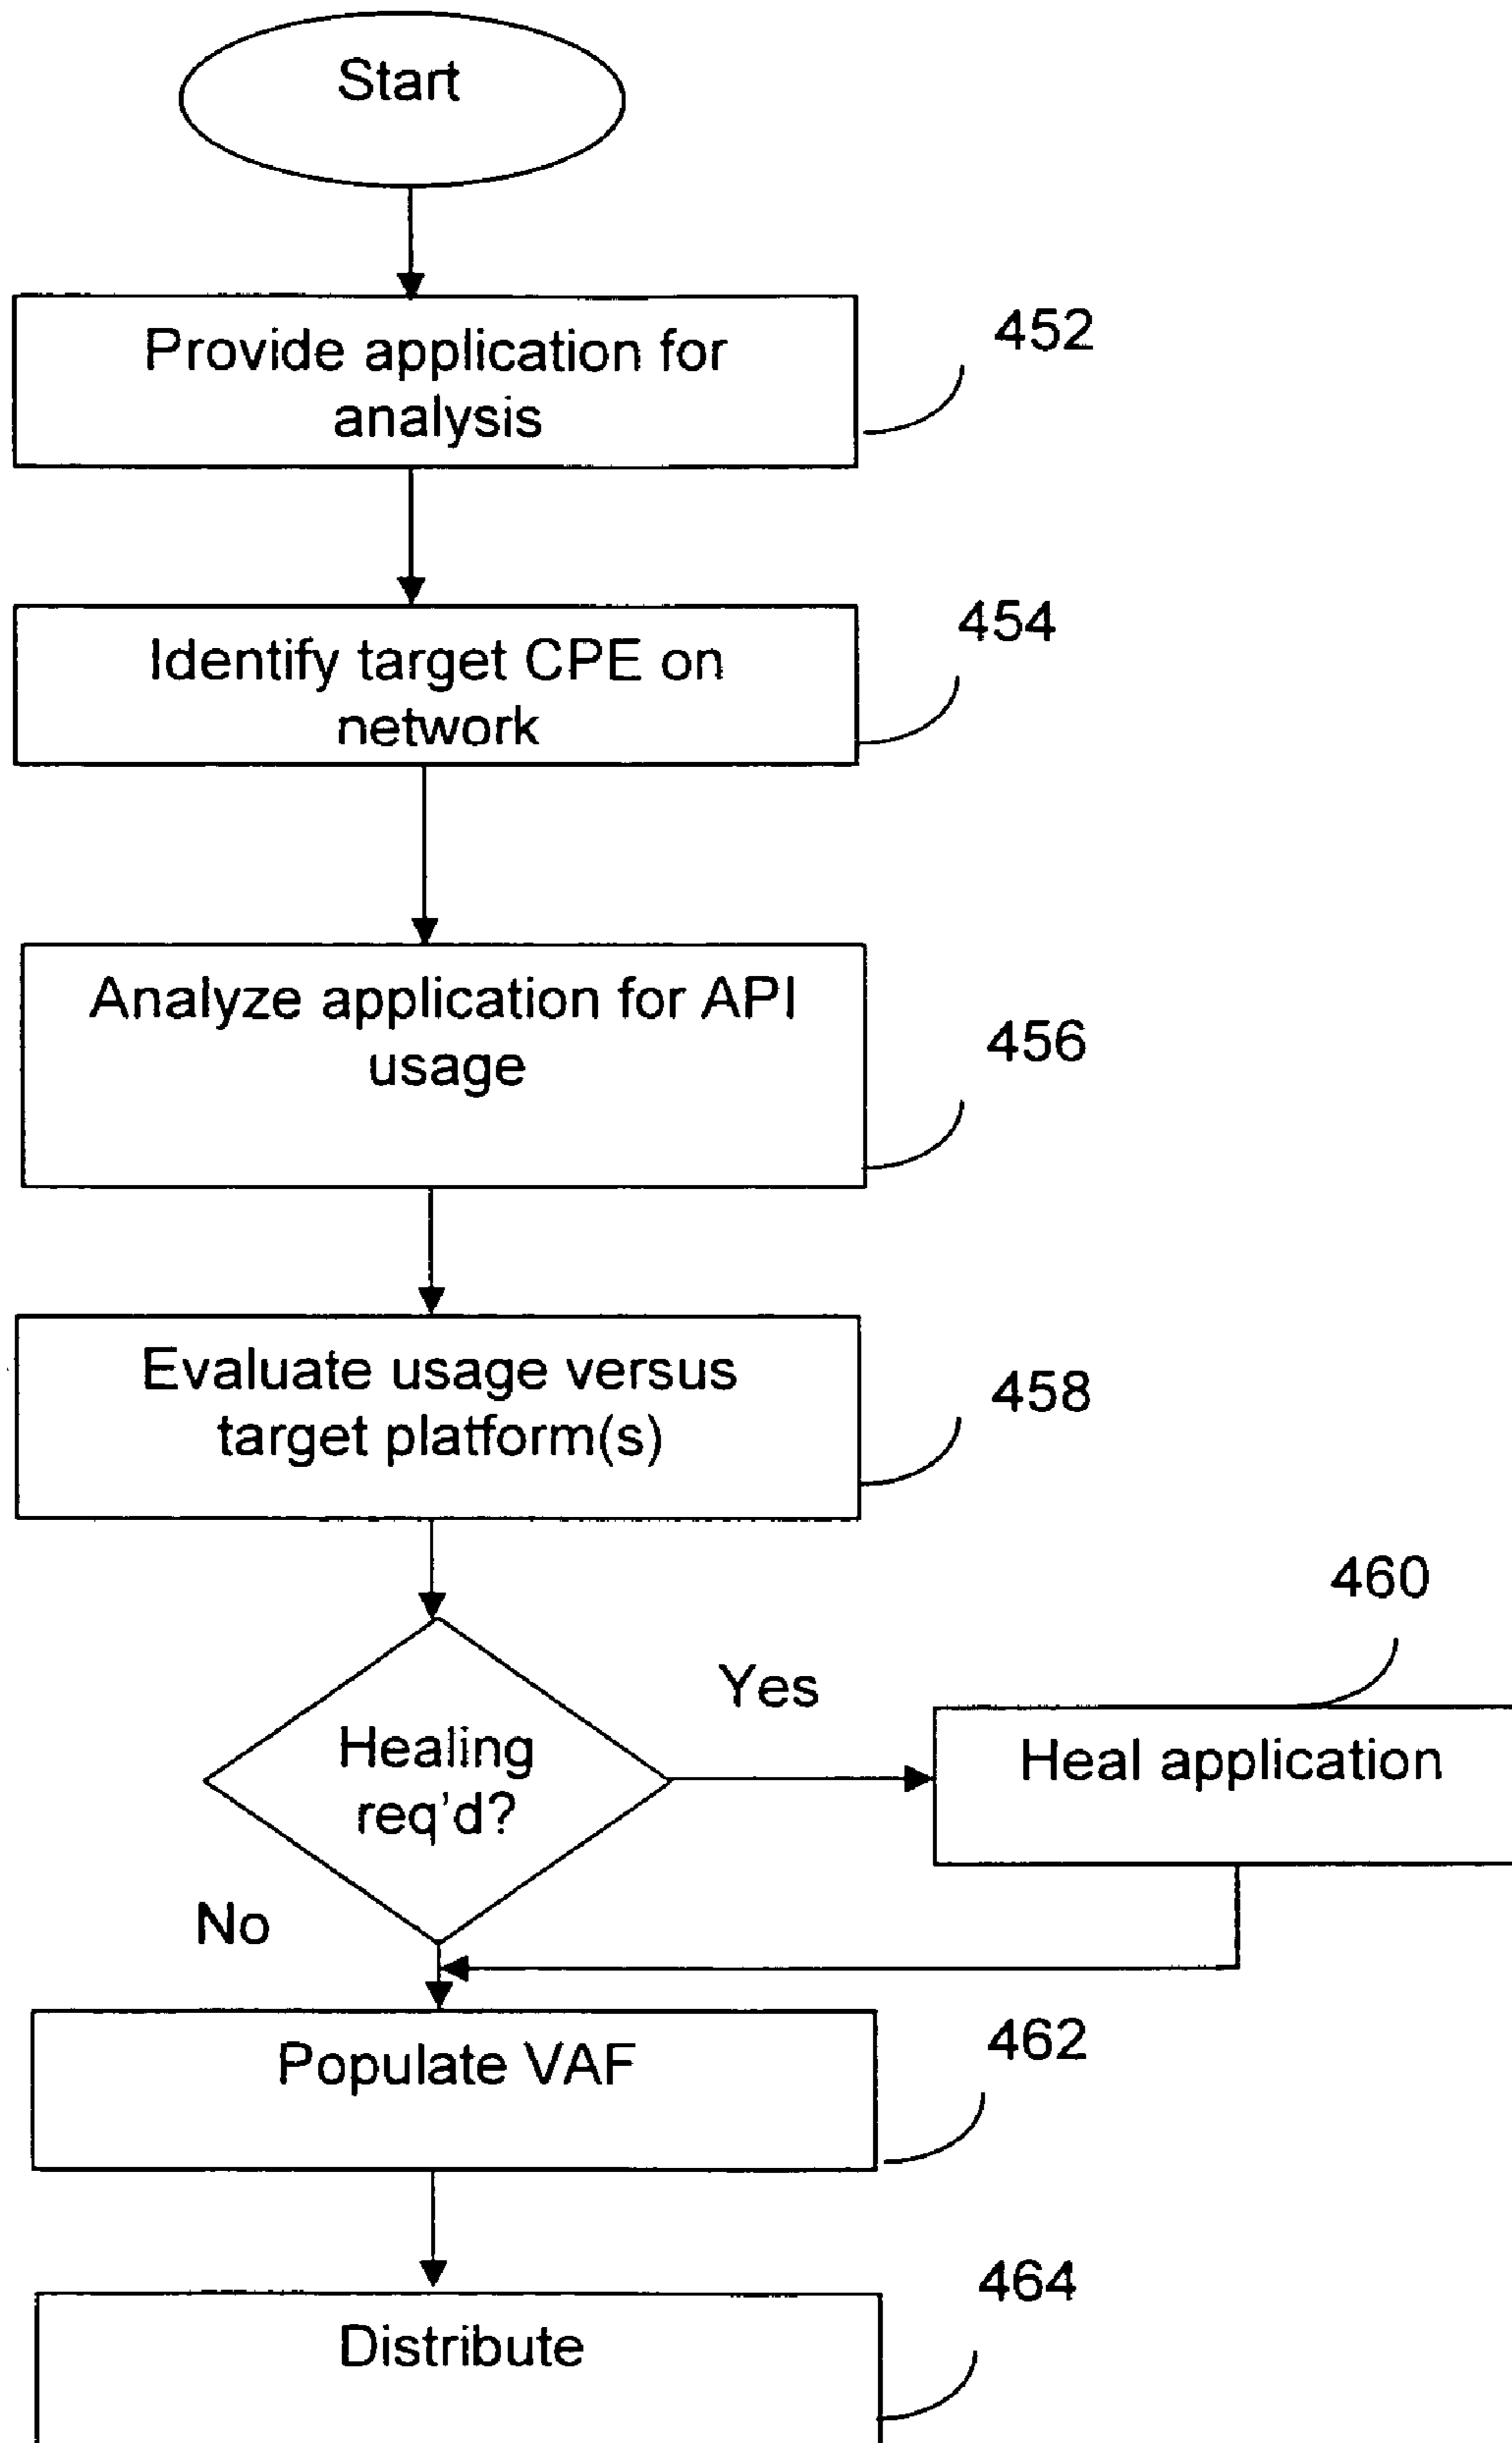 Start
Provide application for
analysis
452
Identify target CPE on
network
454
Analyze application for API
usage
456
Evaluate usage versus
target platform(s)
458
Healing
req'd?
Yes
460
Heal application
No
Populate VAF
462
Distribute
464